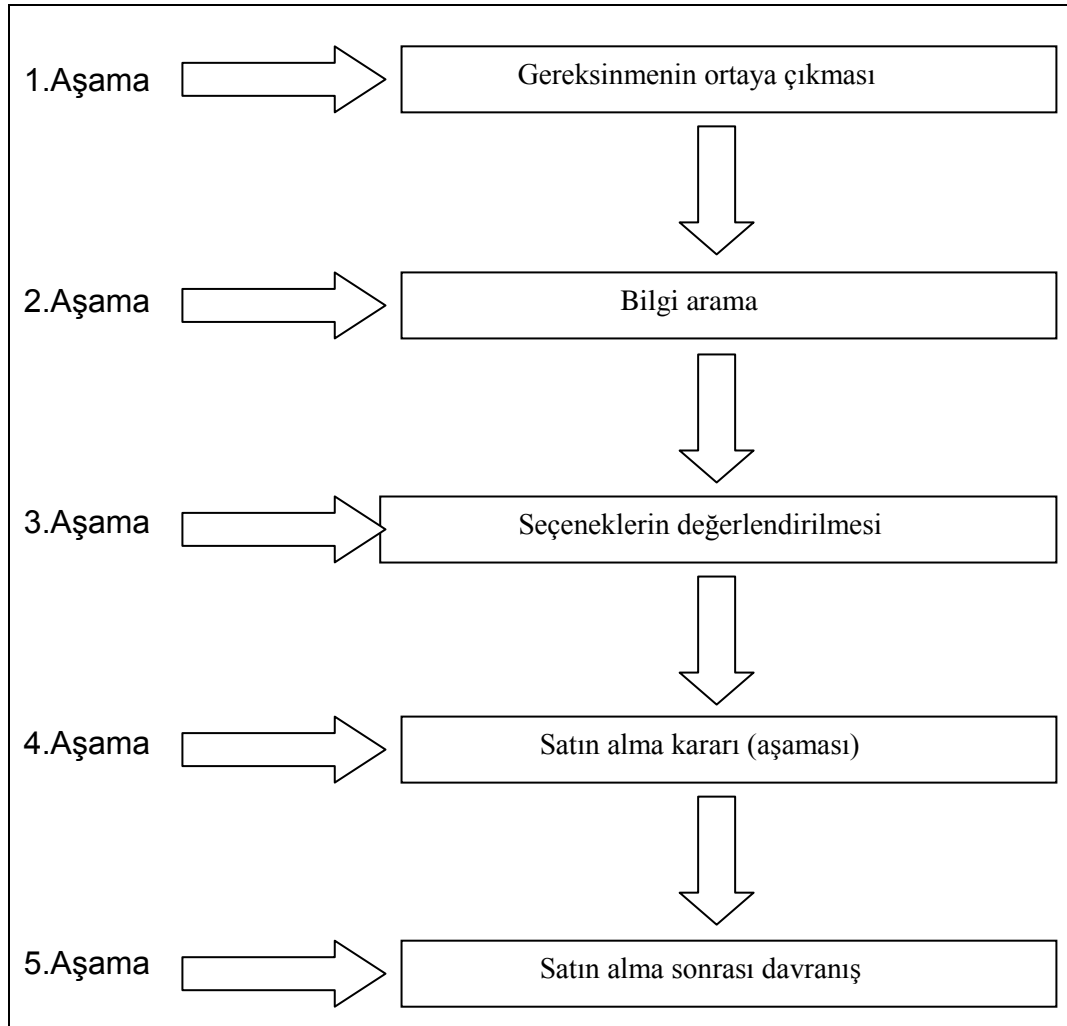 1.Aşama
Gereksinmenin ortaya çıkması
2.Aşama
Bilgi arama
3.Aşama
Seçeneklerin değerlendirilmesi
4.Aşama
Satın alma kararı (aşaması)
5.Aşama
Satın alma sonrası davranış